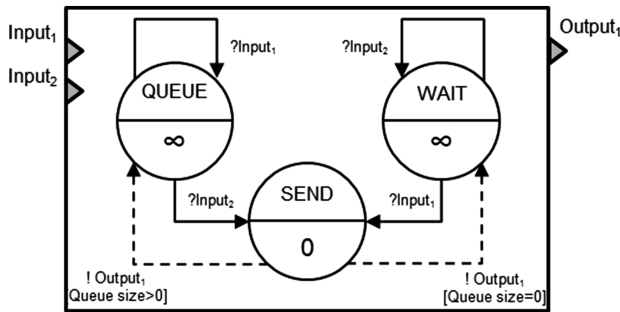 Input₁
Output₁
?Input₁
?Input₂
Input₂
QUEUE
WAIT
∞
∞
SEND
?Input₂
?Input₁
0
! Output₁
Queue size>0]
! Output₁
[Queue size=0]